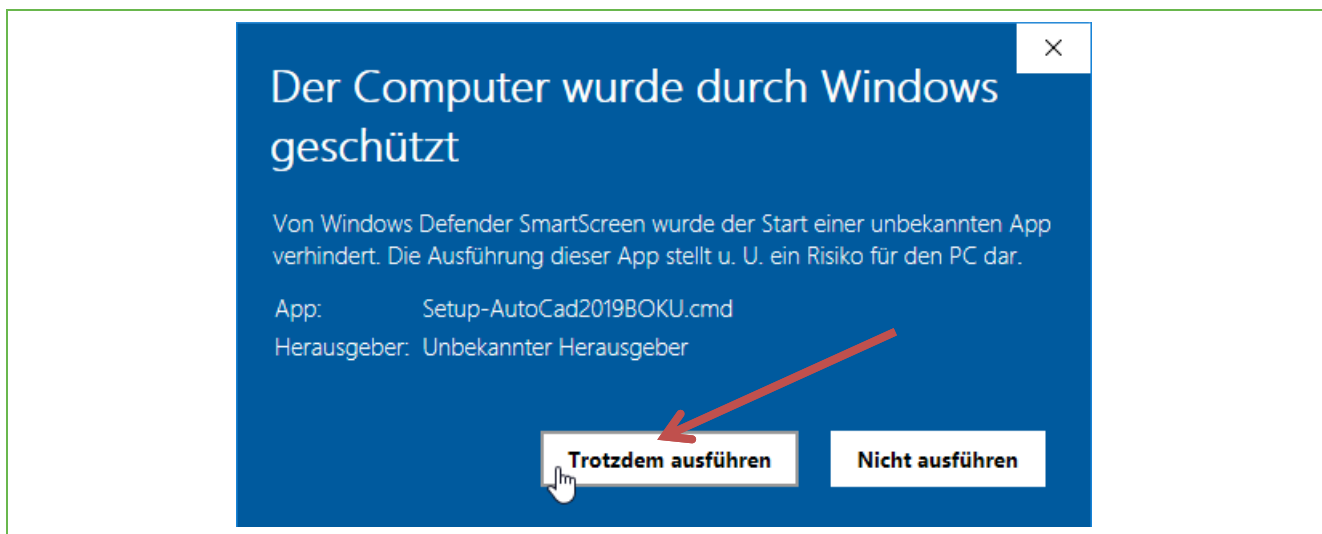 Der Computer wurde durch Windows
geschützt
Von Windows Defender SmartScreen wurde der Start einer unbekannten App
verhindert. Die Ausführung dieser App stellt u. U. ein Risiko für den PC dar.
App: Setup-AutoCad2019BOKU.cmd
Herausgeber: Unbekannter Herausgeber
Trotzdem ausführen Nicht ausführen